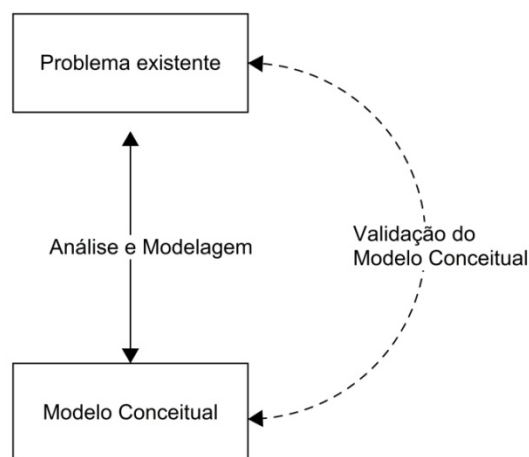 Problema existente
Análise e Modelagem
Validação do
Modelo Conceitual
Modelo Conceitual